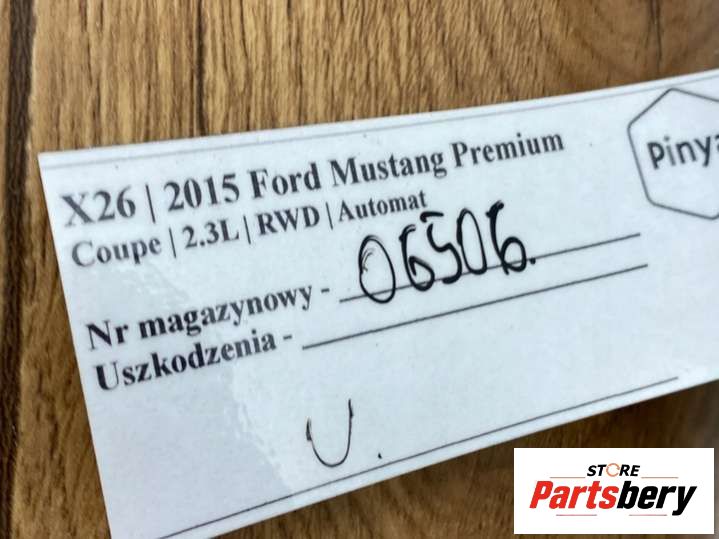 X26 | 2015 Ford Mustang Premium
Coupe | 2.3L | RWD | Automat
Nr magazynowy - 06506.
Uszkodzenia -
U.
STORE
Partsbery